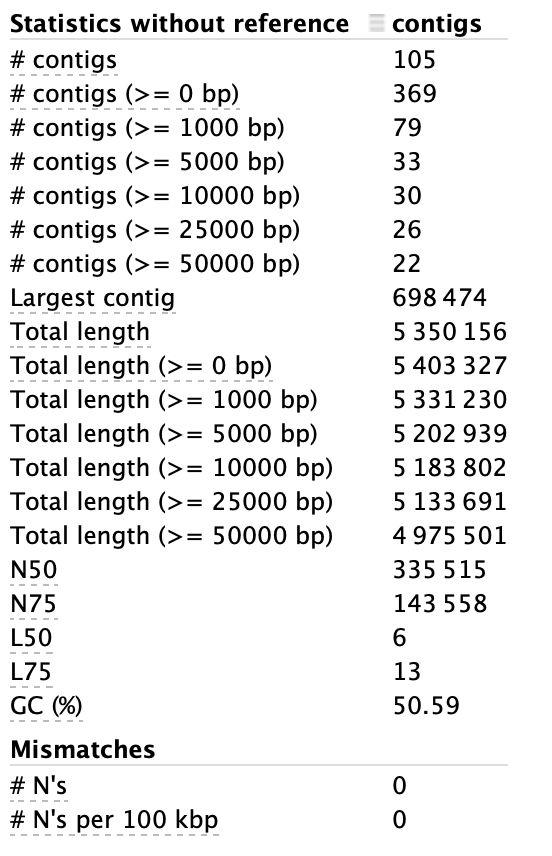 Statistics without reference contigs
# contigs 105
# contigs (>= 0 bp) 369
# contigs (>= 1000 bp) 79
# contigs (>= 5000 bp) 33
# contigs (>= 10000 bp) 30
# contigs (>= 25000 bp) 26
# contigs (>= 50000 bp) 22
Largest contig 698 474
Total length 5 350 156
Total length (>= 0 bp) 5 403 327
Total length (>= 1000 bp) 5 331 230
Total length (>= 5000 bp) 5 202 939
Total length (>= 10000 bp) 5 183 802
Total length (>= 25000 bp) 5 133 691
Total length (>= 50000 bp) 4 975 501
N50 335 515
N75 143 558
L50 6
L75 13
GC (%) 50.59
Mismatches
# N's 0
# N's per 100 kbp 0